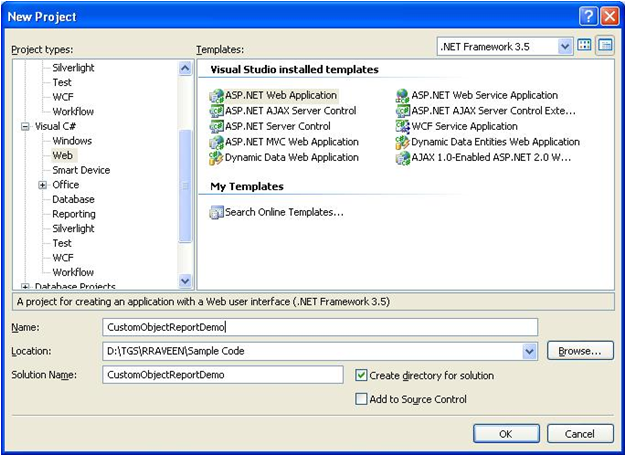 New Project
Project types:
Templates:
.NET Framework 3.5
Silverlight
Test
WCF
Workflow
Visual C#
Windows
Web
Smart Device
Office
Database
Reporting
Silverlight
Test
WCF
Workflow
Database Projects
Visual Studio installed templates
ASP.NET Web Application
ASP.NET Web Service Application
ASP.NET AJAX Server Control
ASP.NET AJAX Server Control Exte...
ASP.NET Server Control
WCF Service Application
ASP.NET MVC Web Application
Dynamic Data Entities Web Application
Dynamic Data Web Application
AJAX 1.0-Enabled ASP.NET 2.0 W...
My Templates
Search Online Templates...
A project for creating an application with a Web user interface (.NET Framework 3.5)
Name:
CustomObjectReportDemo
Location:
D:\TGS\RRAVEEN\Sample Code
Browse...
Solution Name:
CustomObjectReportDemo
Create directory for solution
Add to Source Control
OK
Cancel